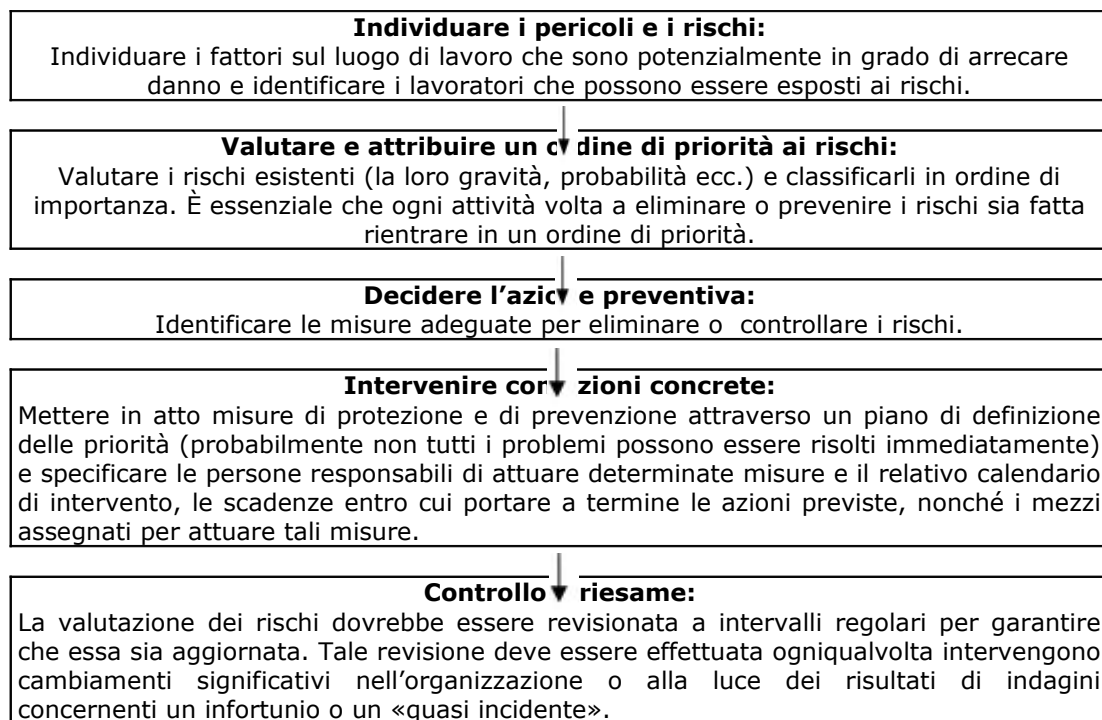 Individuare i pericoli e i rischi:
Individuare i fattori sul luogo di lavoro che sono potenzialmente in grado di arrecare
danno e identificare i lavoratori che possono essere esposti ai rischi.
Valutare e attribuire un ordine di priorità ai rischi:
Valutare i rischi esistenti (la loro gravità, probabilità ecc.) e classificarli in ordine di
importanza. È essenziale che ogni attività volta a eliminare o prevenire i rischi sia fatta
rientrare in un ordine di priorità.
Decidere l'azione preventiva:
Identificare le misure adeguate per eliminare o controllare i rischi.
Intervenire con azioni concrete:
Mettere in atto misure di protezione e di prevenzione attraverso un piano di definizione
delle priorità (probabilmente non tutti i problemi possono essere risolti immediatamente)
e specificare le persone responsabili di attuare determinate misure e il relativo calendario
di intervento, le scadenze entro cui portare a termine le azioni previste, nonché i mezzi
assegnati per attuare tali misure.
Controllo e riesame:
La valutazione dei rischi dovrebbe essere revisionata a intervalli regolari per garantire
che essa sia aggiornata. Tale revisione deve essere effettuata ogniqualvolta intervengono
cambiamenti significativi nell'organizzazione o alla luce dei risultati di indagini
concernenti un infortunio o un «quasi incidente».